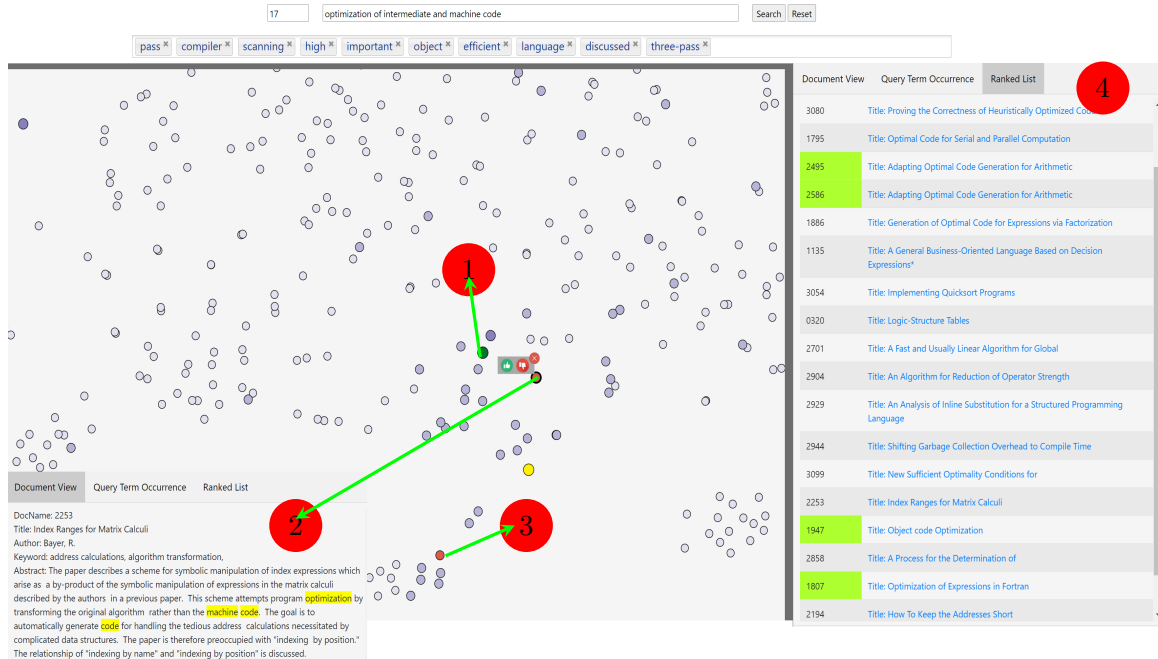 17 optimization of intermediate and machine code Search Reset
pass × compiler × scanning × high × important × object × efficient × language × discussed × three-pass ×
Document View Query Term Occurrence Ranked List
4
3080 Title: Proving the Correctness of Heuristically Optimized Code
1795 Title: Optimal Code for Serial and Parallel Computation
2495 Title: Adapting Optimal Code Generation for Arithmetic
2586 Title: Adapting Optimal Code Generation for Arithmetic
1886 Title: Generation of Optimal Code for Expressions via Factorization
1135 Title: A General Business-Oriented Language Based on Decision
Expressions*
3054 Title: Implementing Quicksort Programs
0320 Title: Logic-Structure Tables
2701 Title: A Fast and Usually Linear Algorithm for Global
2904 Title: An Algorithm for Reduction of Operator Strength
2929 Title: An Analysis of Inline Substitution for a Structured Programming
Language
2944 Title: Shifting Garbage Collection Overhead to Compile Time
3099 Title: New Sufficient Optimality Conditions for
2253 Title: Index Ranges for Matrix Calculi
1947 Title: Object code Optimization
2858 Title: A Process for the Determination of
1807 Title: Optimization of Expressions in Fortran
2194 Title: How To Keep the Addresses Short
1
2
3
Document View Query Term Occurrence Ranked List
DocName: 2253
Title: Index Ranges for Matrix Calculi
Author: Bayer, R.
Keyword: address calculations, algorithm transformation,
Abstract: The paper describes a scheme for symbolic manipulation of index expressions which
arise as a by-product of the symbolic manipulation of expressions in the matrix calculi
described by the authors in a previous paper. This scheme attempts program optimization by
transforming the original algorithm rather than the machine code. The goal is to
automatically generate code for handling the tedious address calculations necessitated by
complicated data structures. The paper is therefore preoccupied with "indexing by position."
The relationship of "indexing by name" and "indexing by position" is discussed.